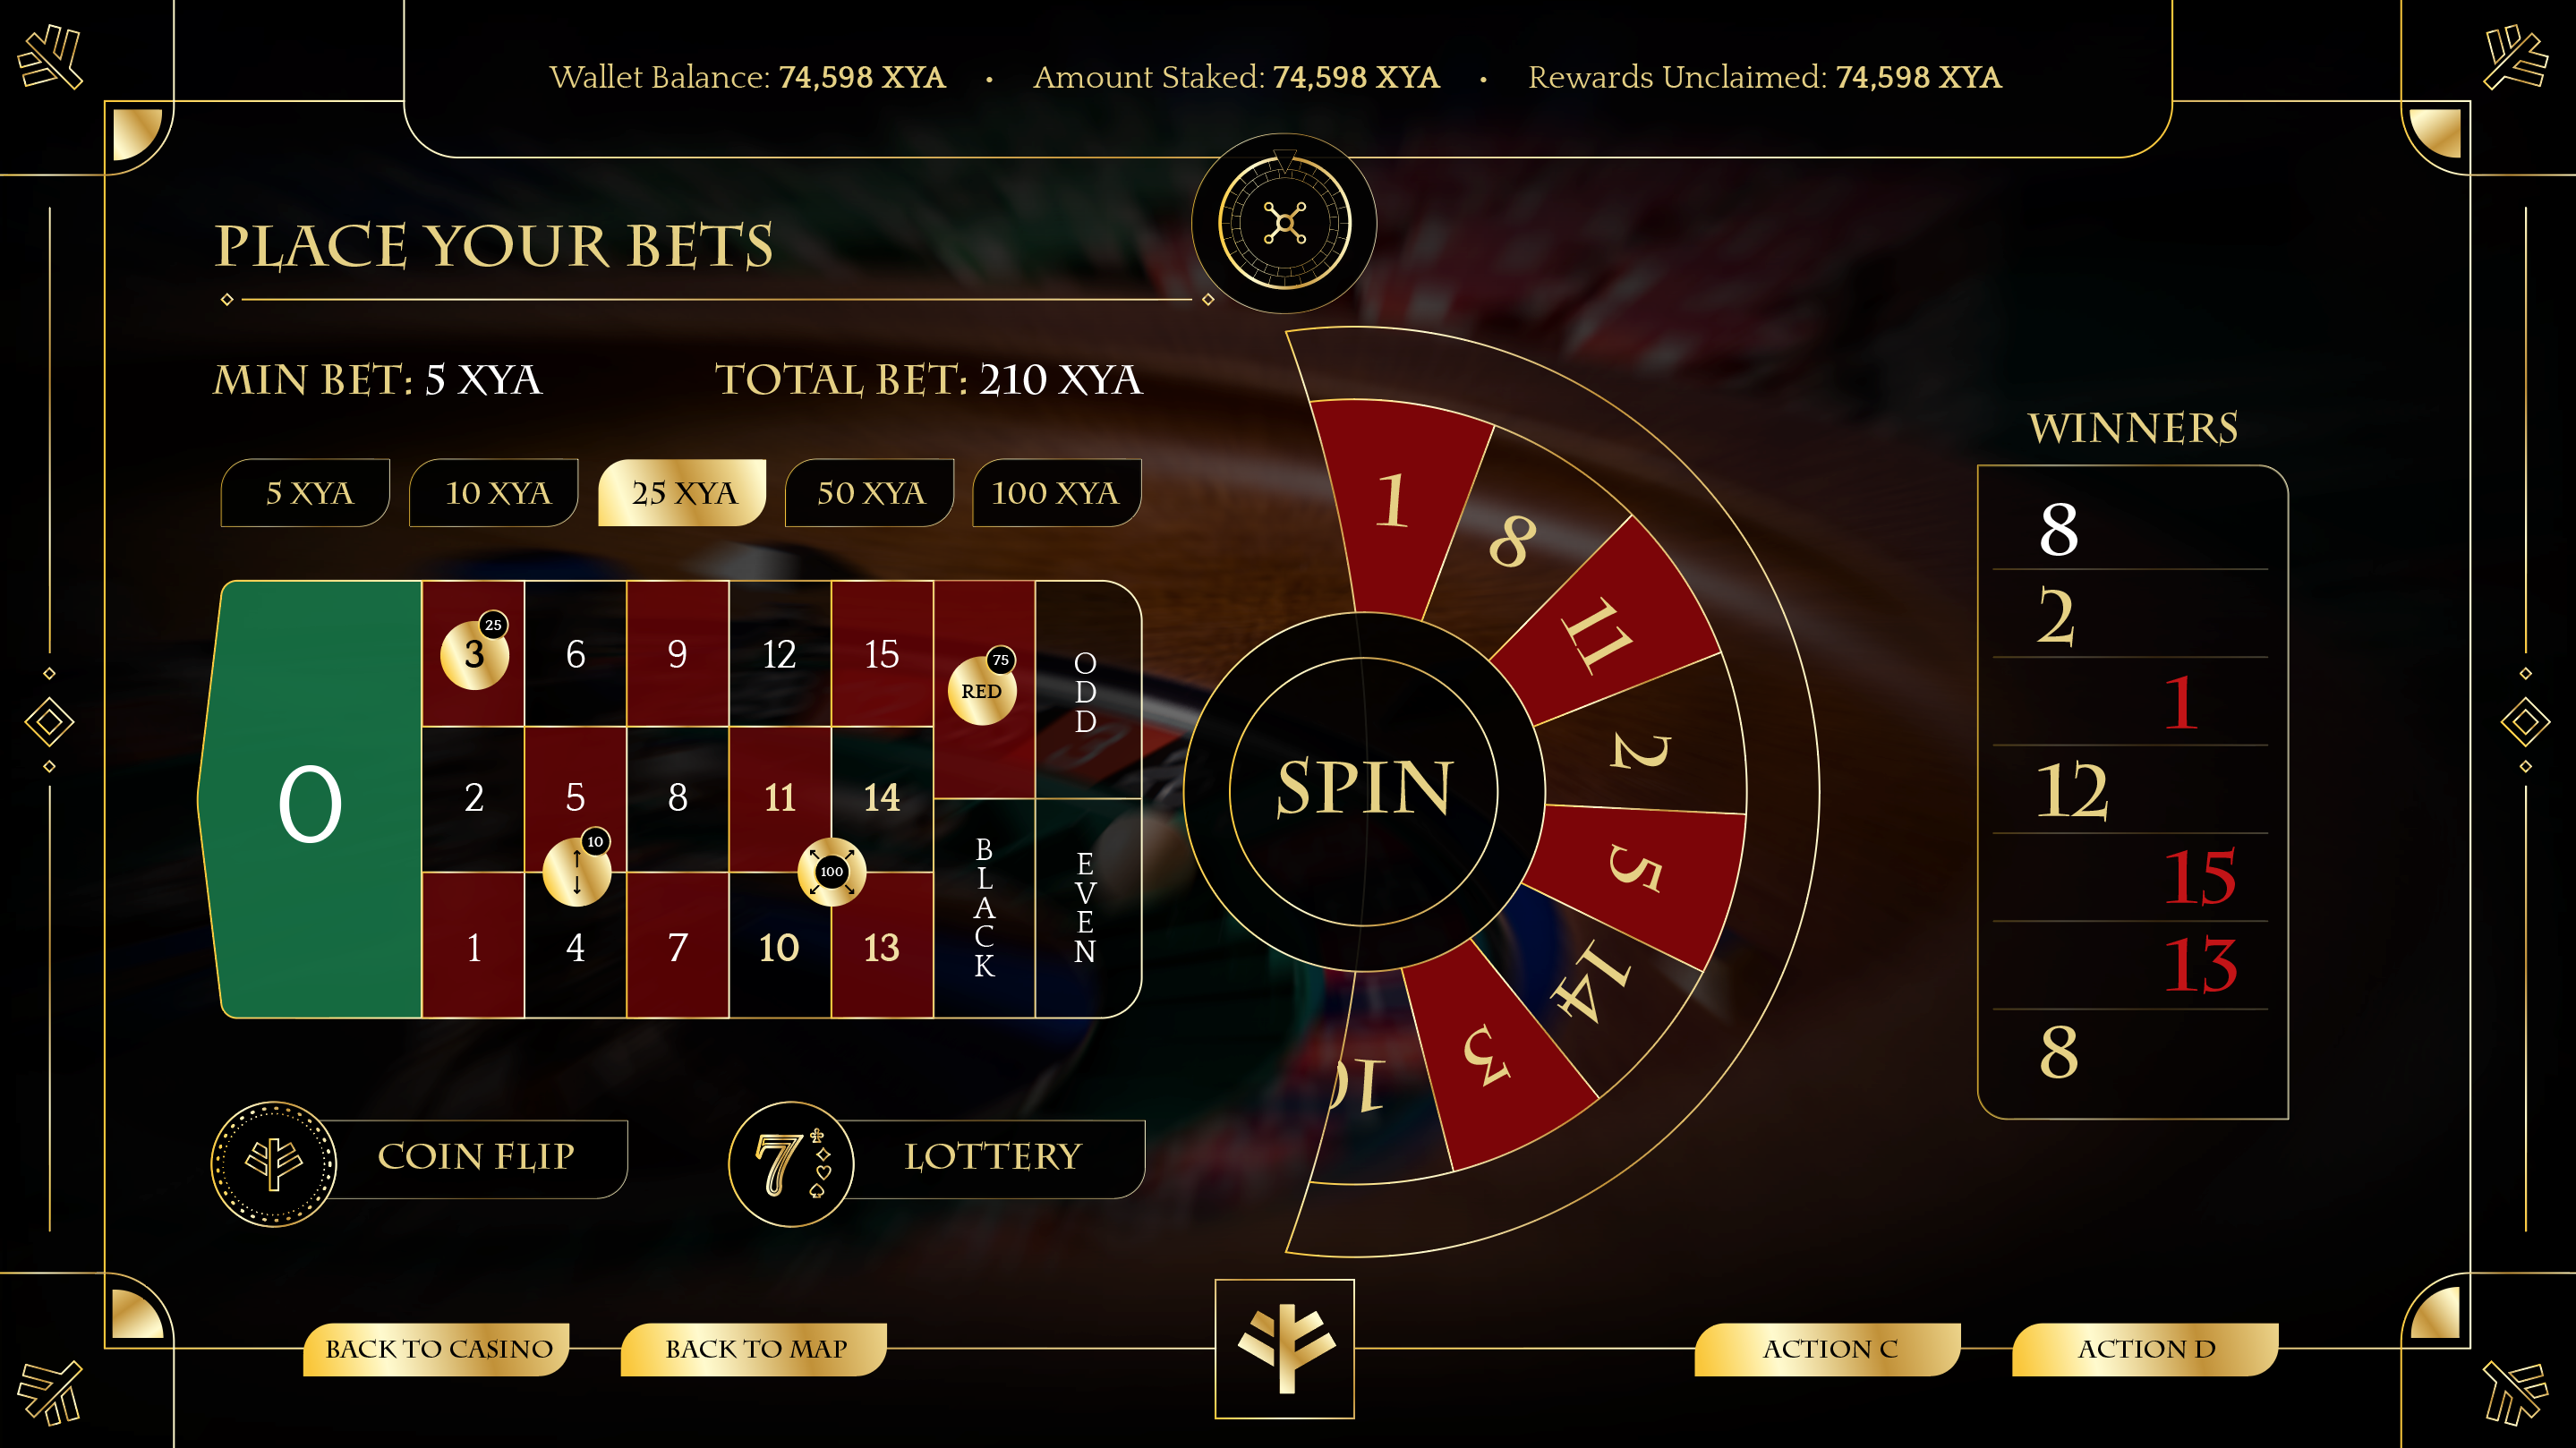 Wallet Balance: 74,598 XYA • Amount Staked: 74,598 XYA • Rewards Unclaimed: 74,598 XYA
PLACE YOUR BETS
MIN BET: 5 XYA
TOTAL BET: 210 XYA
5 XYA
10 XYA
25 XYA
50 XYA
100 XYA
0
3 25
6
9
12
15
RED 75
ODD
2
5
8
11
14
10
100
1
4
7
10
13
BLACK
EVEN
COIN FLIP
7
LOTTERY
1
8
11
2
5
14
3
10
SPIN
WINNERS
8
2
1
12
15
13
8
BACK TO CASINO
BACK TO MAP
ACTION C
ACTION D